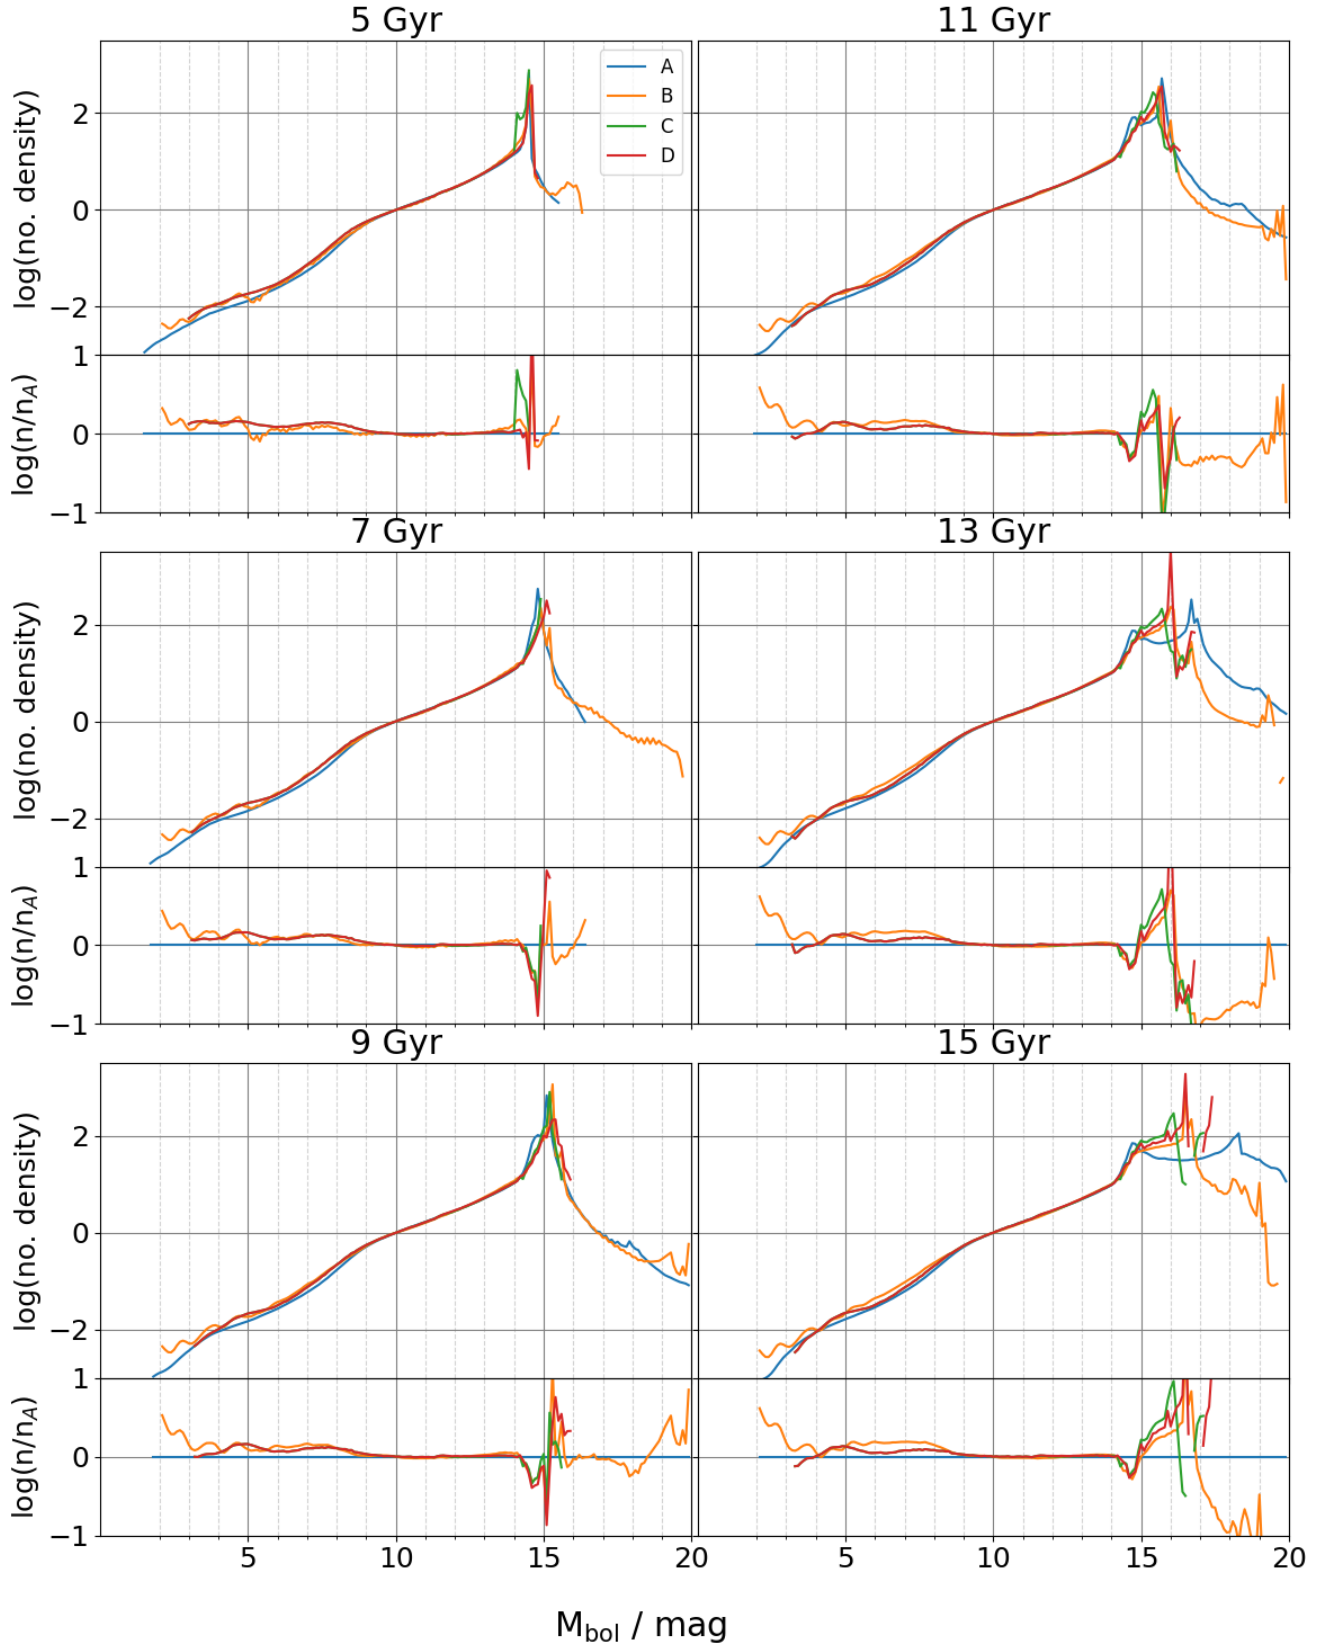 5 Gyr
11 Gyr
A
B
C
D
log(no. density)
2
0
−2
log(n/n_A)
1
0
−1
7 Gyr
13 Gyr
log(no. density)
2
0
−2
log(n/n_A)
1
0
−1
9 Gyr
15 Gyr
log(no. density)
2
0
−2
log(n/n_A)
1
0
−1
5 10 15 20 5 10 15 20
M_bol / mag